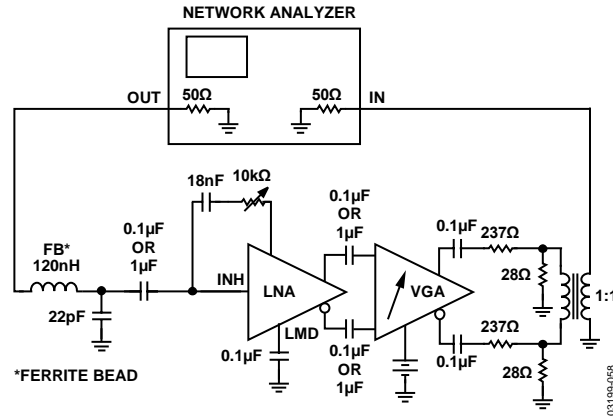 NETWORK ANALYZER
OUT
50Ω
50Ω
IN
18nF
10kΩ
0.1µF
OR
1µF
FB*
120nH
0.1µF
OR
1µF
0.1µF
237Ω
28Ω
INH
LNA
VGA
1:1
22pF
LMD
0.1µF
0.1µF
OR
1µF
237Ω
0.1µF
28Ω
*FERRITE BEAD
03199-058